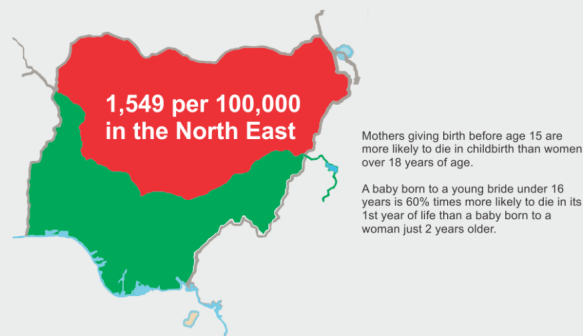 1,549 per 100,000
in the North East
Mothers giving birth before age 15 are
more likely to die in childbirth than women
over 18 years of age.
A baby born to a young bride under 16
years is 60% times more likely to die in its
1st year of life than a baby born to a
woman just 2 years older.